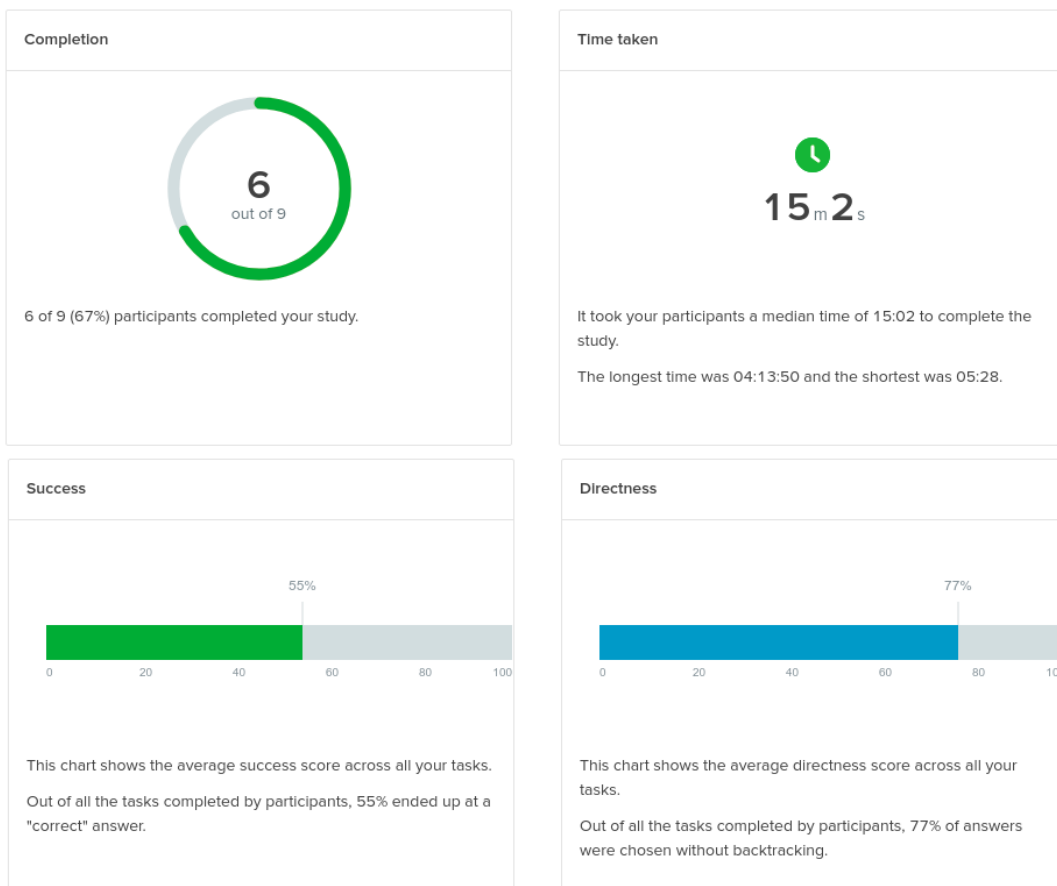 Completion
6
out of 9
6 of 9 (67%) participants completed your study.
Time taken
15m 2s
It took your participants a median time of 15:02 to complete the
study.
The longest time was 04:13:50 and the shortest was 05:28.
Success
55%
0 20 40 60 80 100
This chart shows the average success score across all your tasks.
Out of all the tasks completed by participants, 55% ended up at a
"correct" answer.
Directness
77%
0 20 40 60 80
This chart shows the average directness score across all your
tasks.
Out of all the tasks completed by participants, 77% of answers
were chosen without backtracking.